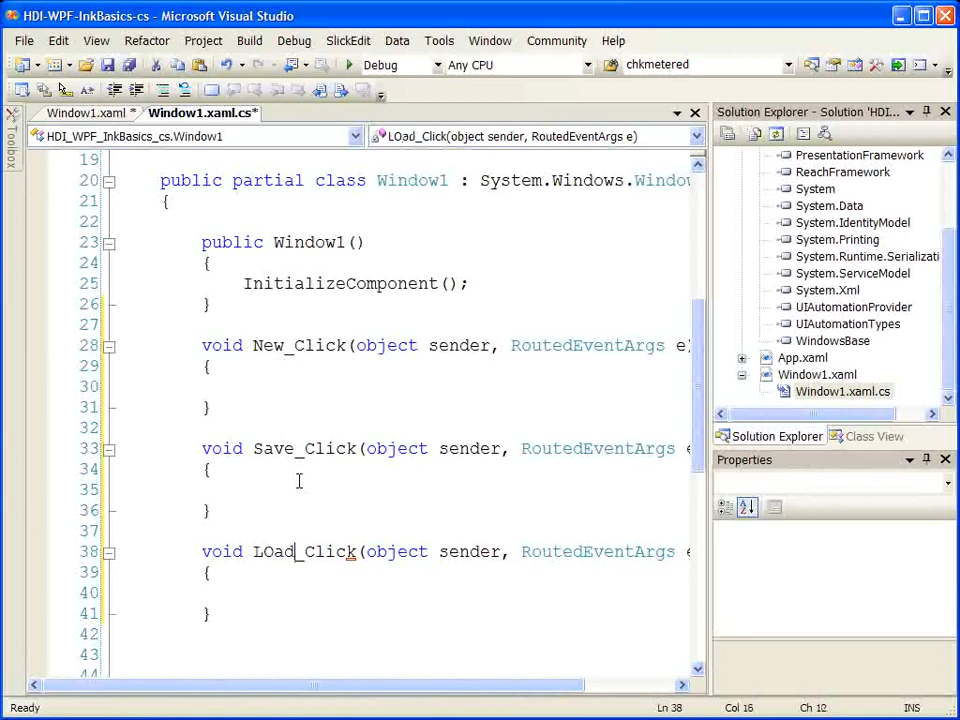 HDI-WPF-InkBasics-cs - Microsoft Visual Studio
File Edit View Refactor Project Build Debug SlickEdit Data Tools Window Community Help
Debug Any CPU chkmetered
Window1.xaml * Window1.xaml.cs*
Solution Explorer - Solution 'HDI...
Toolbox
HDI_WPF_InkBasics_cs.Window1 LOad_Click(object sender, RoutedEventArgs e)
19
20 public partial class Window1 : System.Windows.Windo
21 {
22
23 public Window1()
24 {
25 InitializeComponent();
26 }
27
28 void New_Click(object sender, RoutedEventArgs e)
29 {
30
31 }
32
33 void Save_Click(object sender, RoutedEventArgs e
34 {
35
36 }
37
38 void LOad_Click(object sender, RoutedEventArgs e
39 {
40
41 }
42
43
44
PresentationFramework
ReachFramework
System
System.Data
System.IdentityModel
System.Printing
System.Runtime.Serializati
System.ServiceModel
System.Xml
UIAutomationProvider
UIAutomationTypes
WindowsBase
App.xaml
Window1.xaml
Window1.xaml.cs
Solution Explorer Class View
Properties
Ready Ln 38 Col 16 Ch 12 INS